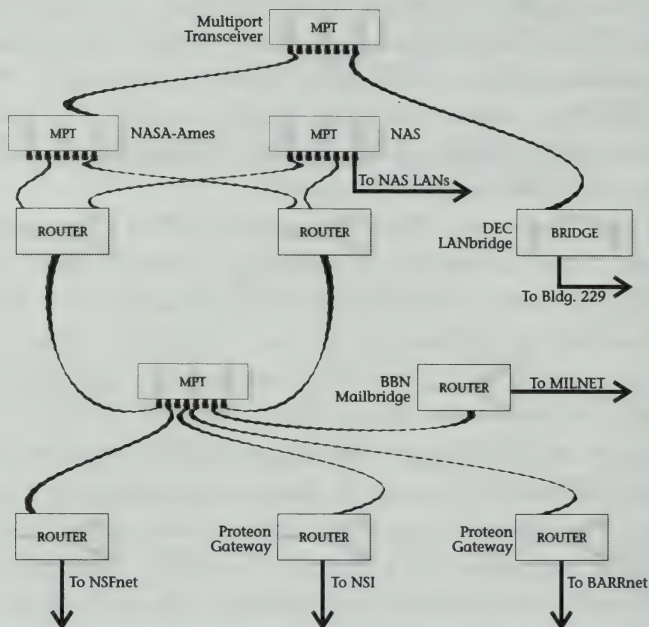 Multiport
Transceiver
MPT
MPT
NASA-Ames
MPT
NAS
To NAS LANs
ROUTER
ROUTER
DEC
LANbridge
BRIDGE
To Bldg. 229
MPT
BBN
Mailbridge
ROUTER
To MILNET
ROUTER
Proteon
Gateway
ROUTER
Proteon
Gateway
ROUTER
To NSFnet
To NSI
To BARRnet